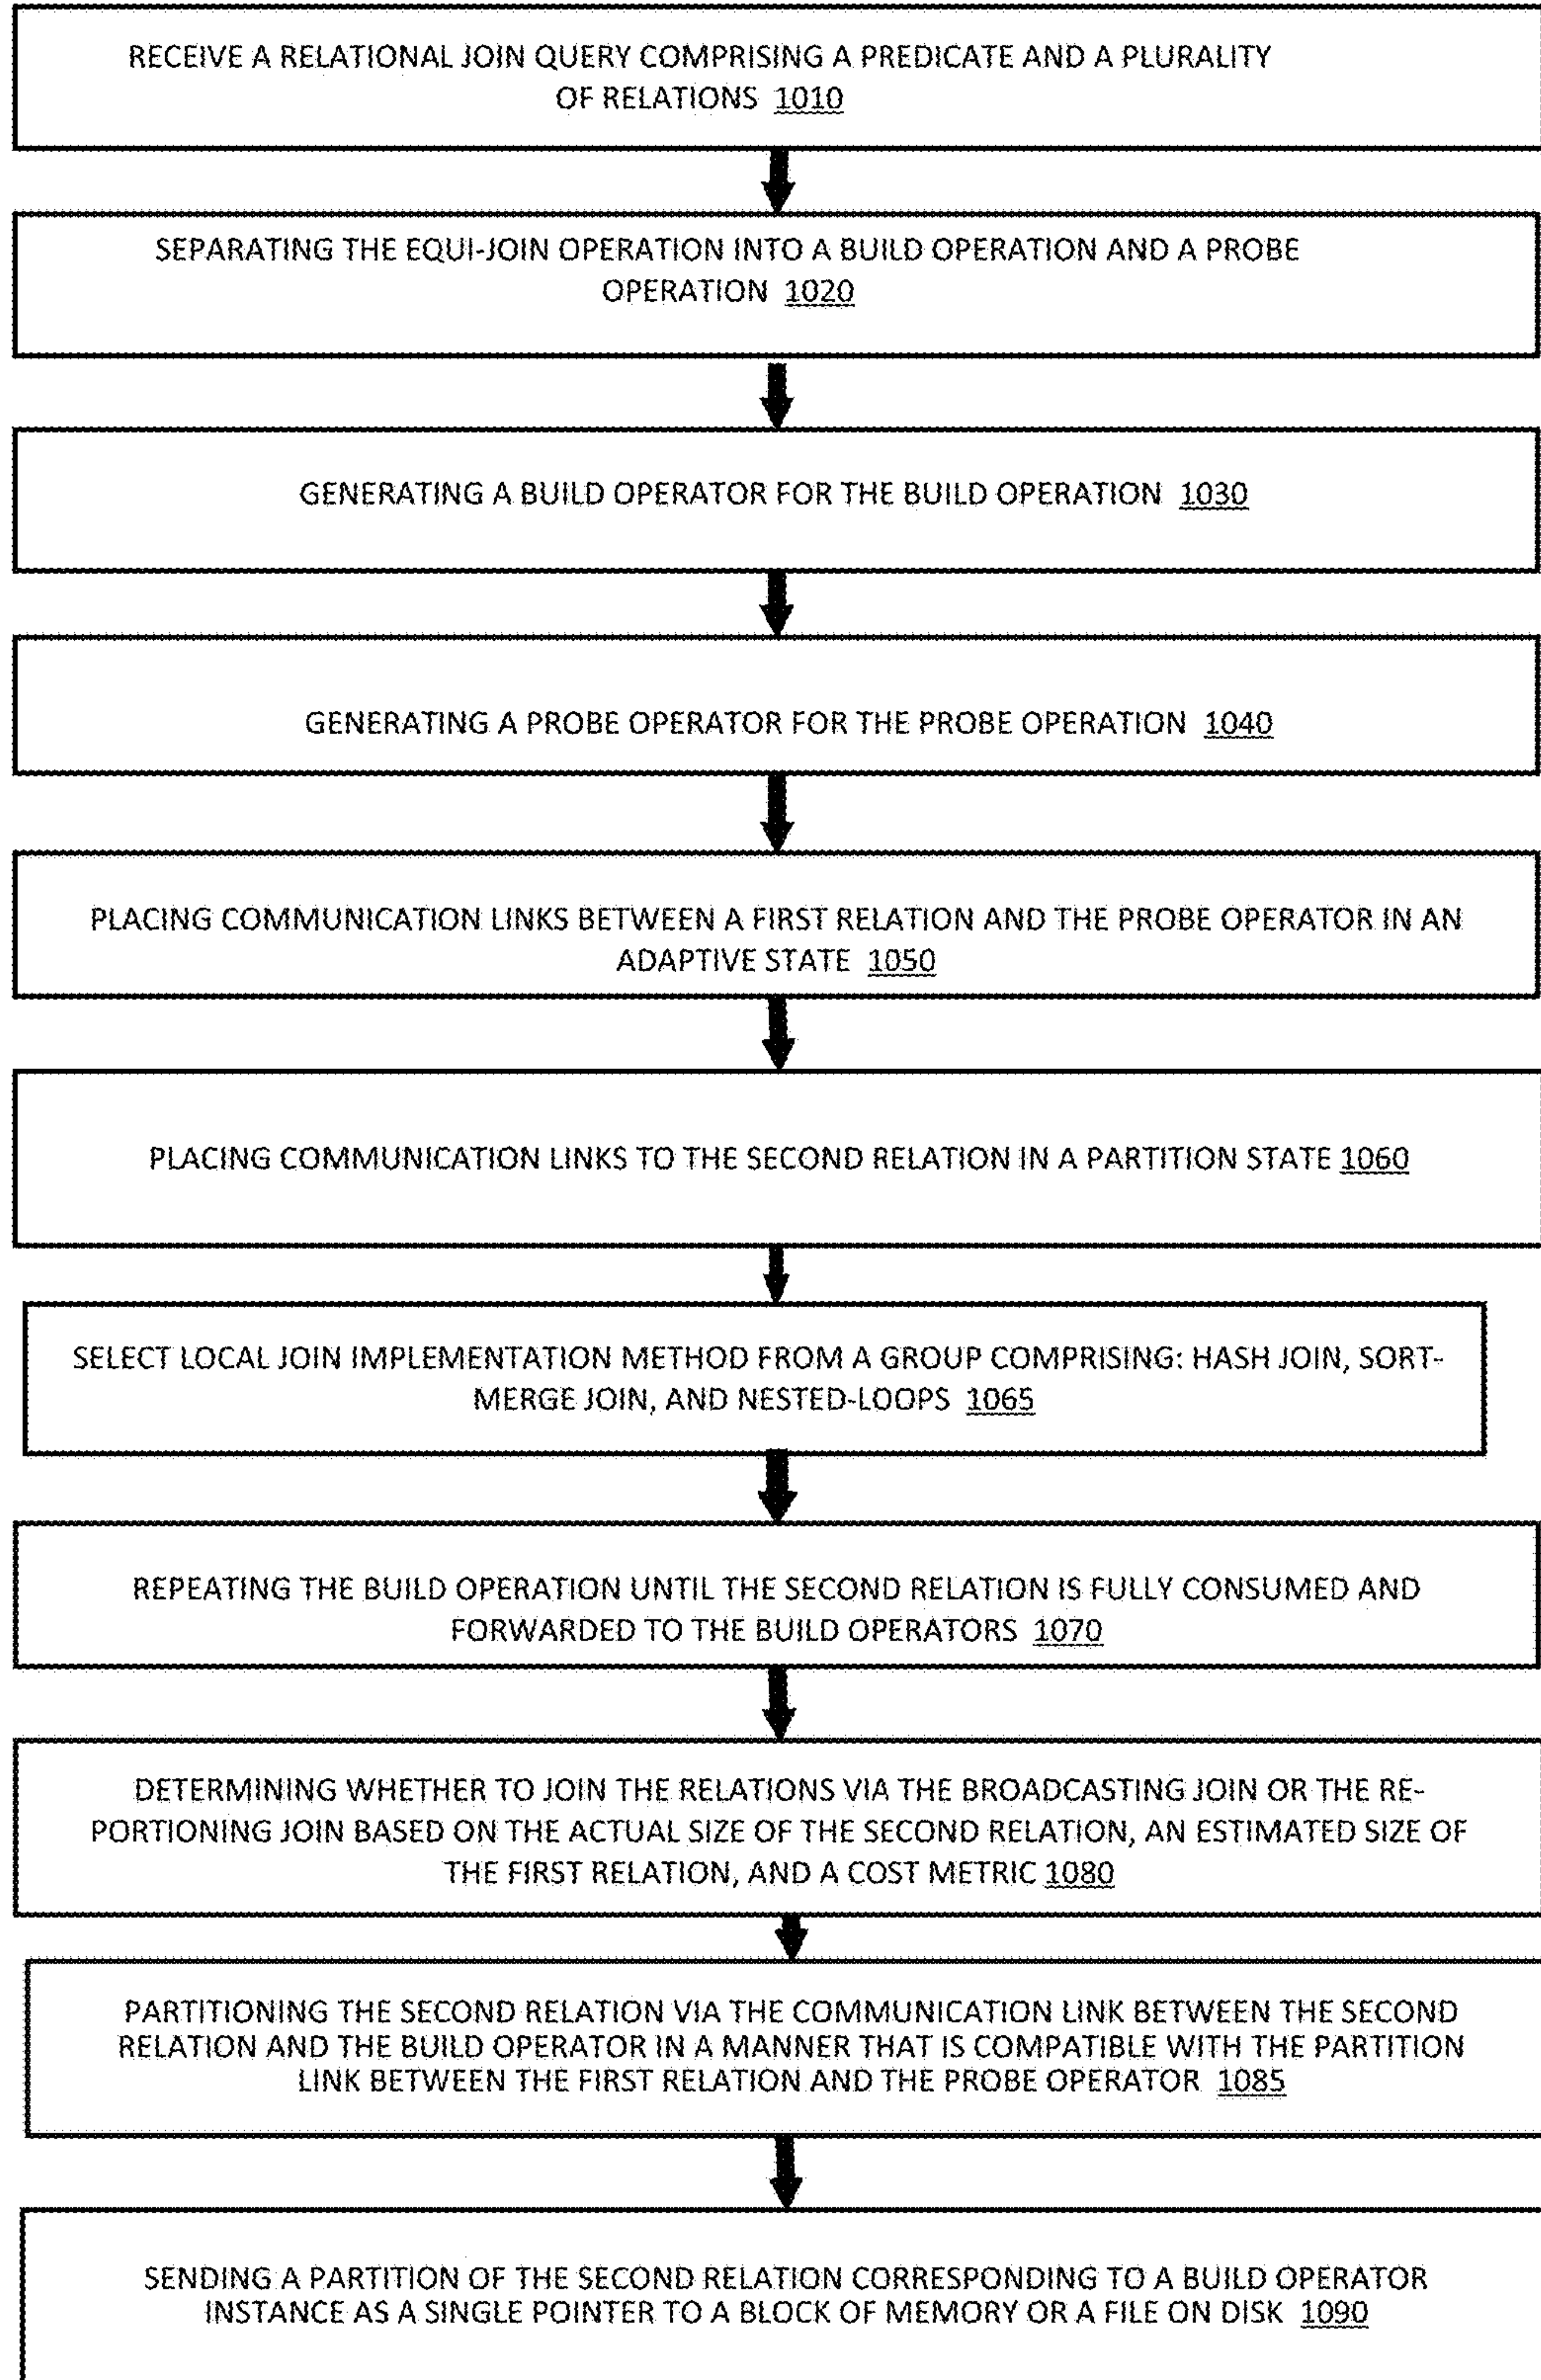 RECEIVE A RELATIONAL JOIN QUERY COMPRISING A PREDICATE AND A PLURALITY
OF RELATIONS 1010
SEPARATING THE EQUI-JOIN OPERATION INTO A BUILD OPERATION AND A PROBE
OPERATION 1020
GENERATING A BUILD OPERATOR FOR THE BUILD OPERATION 1030
GENERATING A PROBE OPERATOR FOR THE PROBE OPERATION 1040
PLACING COMMUNICATION LINKS BETWEEN A FIRST RELATION AND THE PROBE OPERATOR IN AN
ADAPTIVE STATE 1050
PLACING COMMUNICATION LINKS TO THE SECOND RELATION IN A PARTITION STATE 1060
SELECT LOCAL JOIN IMPLEMENTATION METHOD FROM A GROUP COMPRISING: HASH JOIN, SORT-
MERGE JOIN, AND NESTED-LOOPS 1065
REPEATING THE BUILD OPERATION UNTIL THE SECOND RELATION IS FULLY CONSUMED AND
FORWARDED TO THE BUILD OPERATORS 1070
DETERMINING WHETHER TO JOIN THE RELATIONS VIA THE BROADCASTING JOIN OR THE RE-
PORTIONING JOIN BASED ON THE ACTUAL SIZE OF THE SECOND RELATION, AN ESTIMATED SIZE OF
THE FIRST RELATION, AND A COST METRIC 1080
PARTITIONING THE SECOND RELATION VIA THE COMMUNICATION LINK BETWEEN THE SECOND
RELATION AND THE BUILD OPERATOR IN A MANNER THAT IS COMPATIBLE WITH THE PARTITION
LINK BETWEEN THE FIRST RELATION AND THE PROBE OPERATOR 1085
SENDING A PARTITION OF THE SECOND RELATION CORRESPONDING TO A BUILD OPERATOR
INSTANCE AS A SINGLE POINTER TO A BLOCK OF MEMORY OR A FILE ON DISK 1090